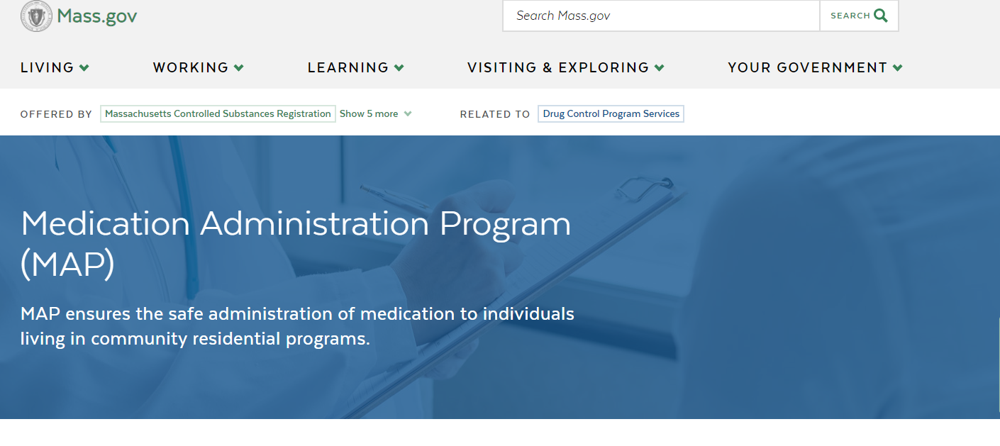 Mass.gov
Search Mass.gov
SEARCH
LIVING
WORKING
LEARNING
VISITING & EXPLORING
YOUR GOVERNMENT
OFFERED BY
Massachusetts Controlled Substances Registration
Show 5 more
RELATED TO
Drug Control Program Services
Medication Administration Program
(MAP)
MAP ensures the safe administration of medication to individuals
living in community residential programs.